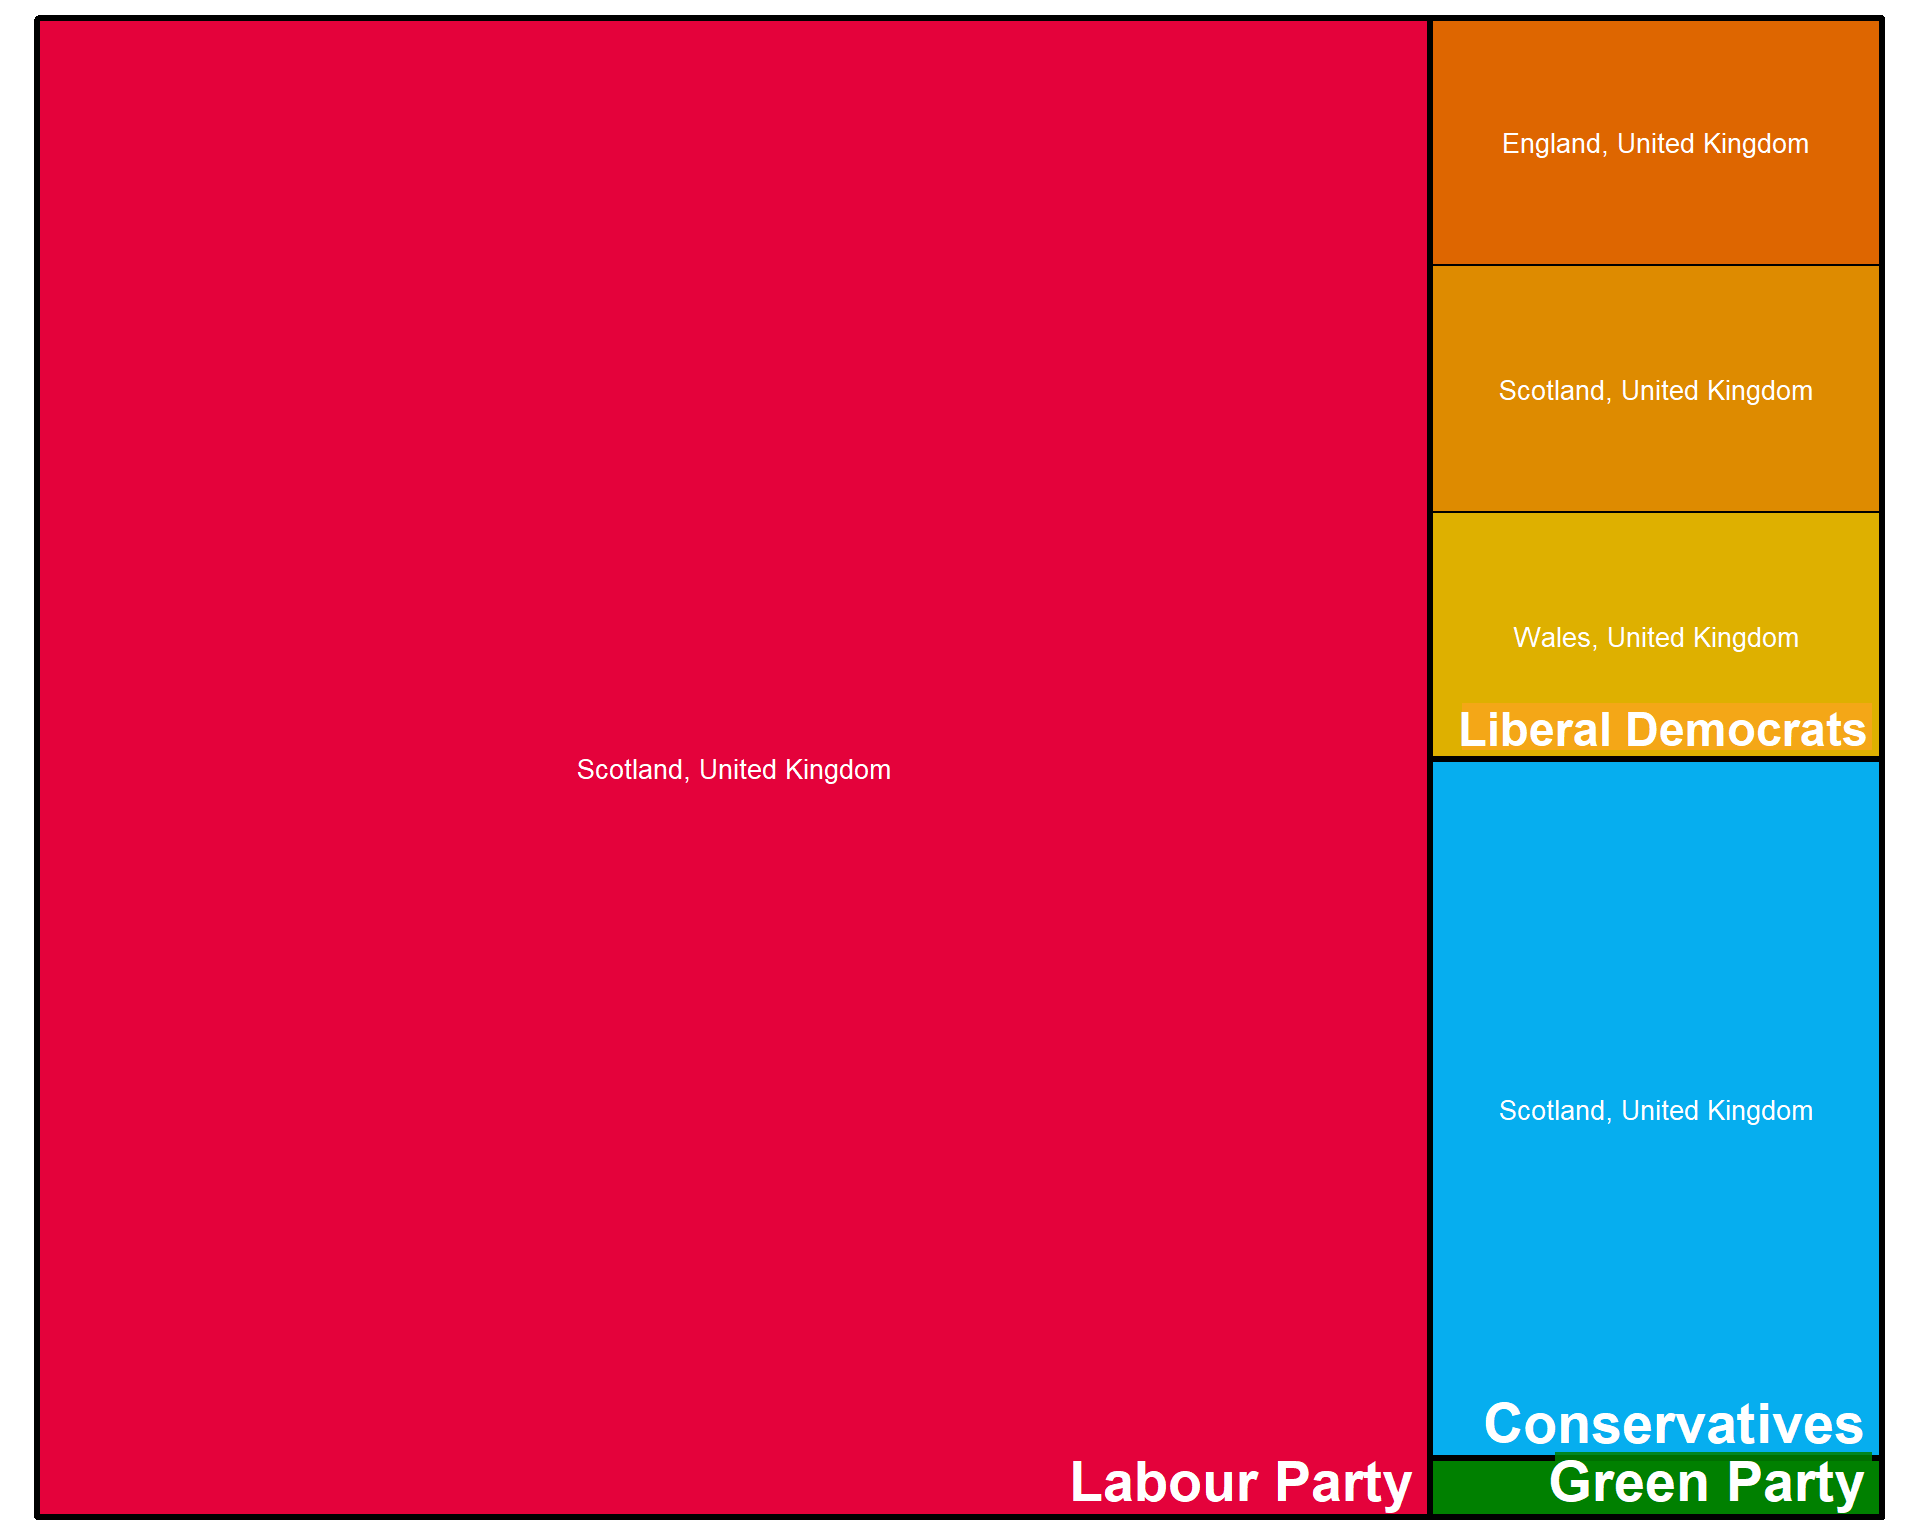 Scotland, United Kingdom
Labour Party
England, United Kingdom
Scotland, United Kingdom
Wales, United Kingdom
Liberal Democrats
Scotland, United Kingdom
Conservatives
Green Party